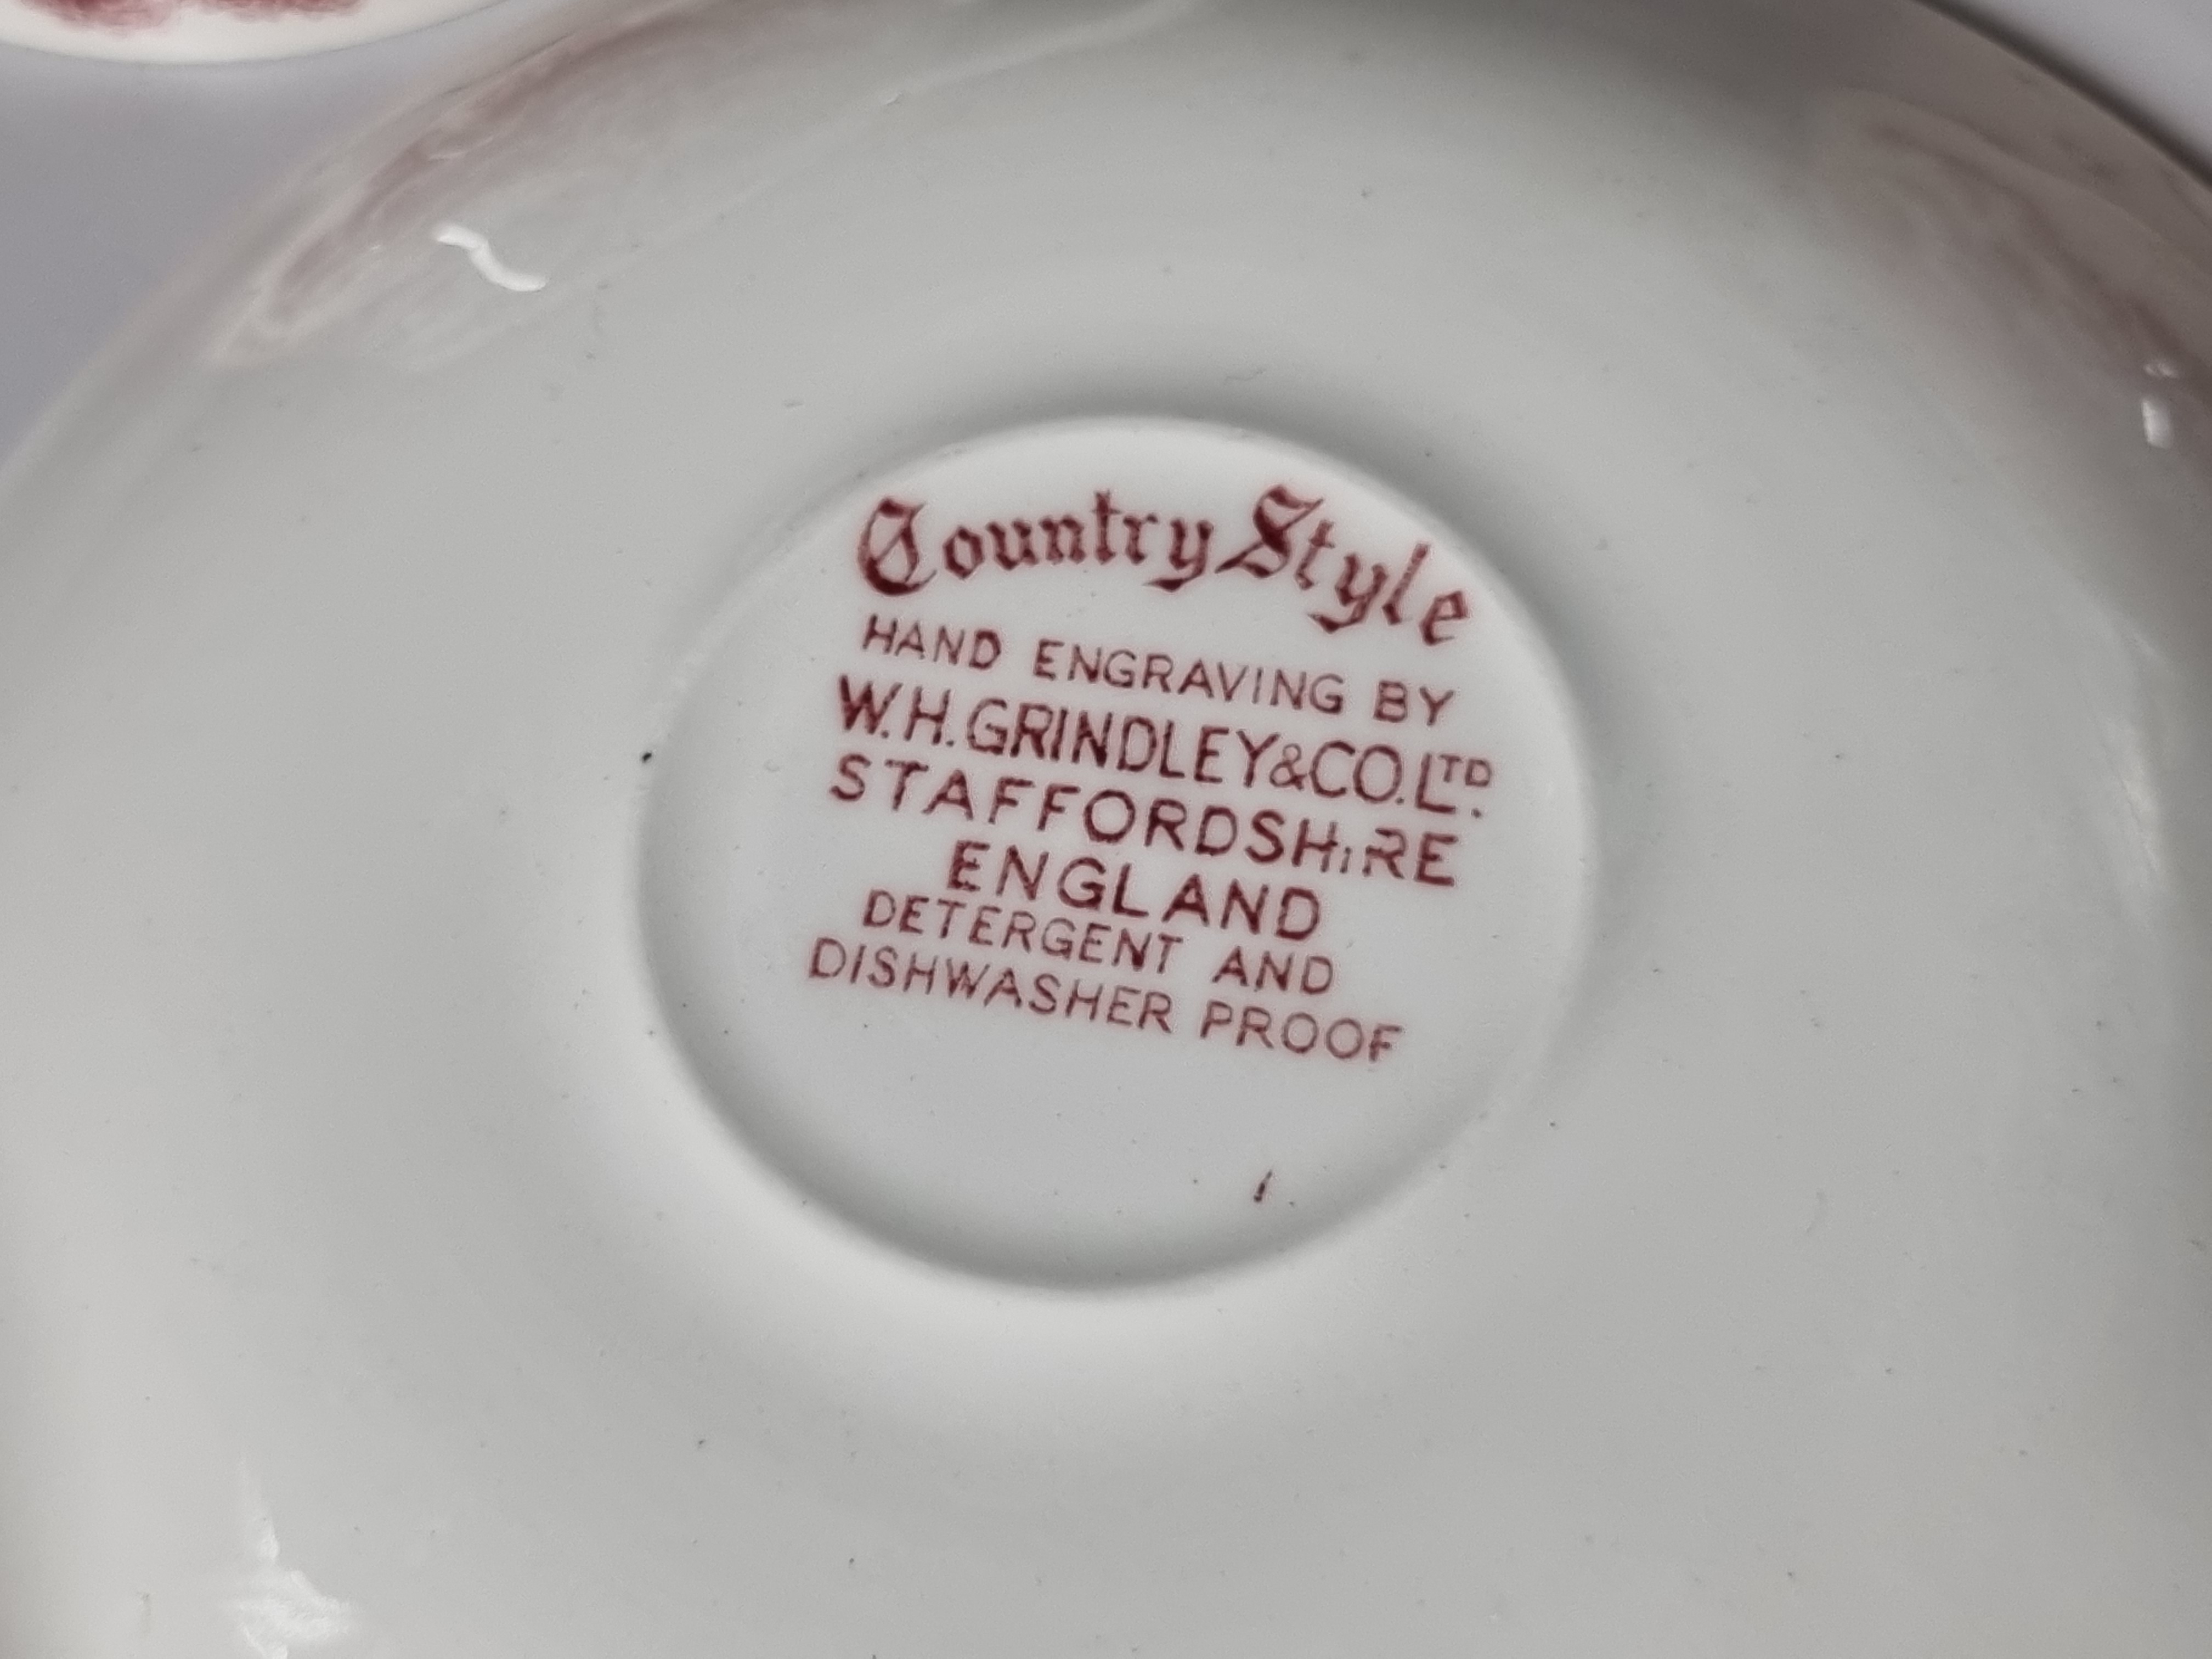 Country Style
HAND ENGRAVING BY
W.H.GRINDLEY&CO.LTD.
STAFFORDSHIRE
ENGLAND
DETERGENT AND
DISHWASHER PROOF